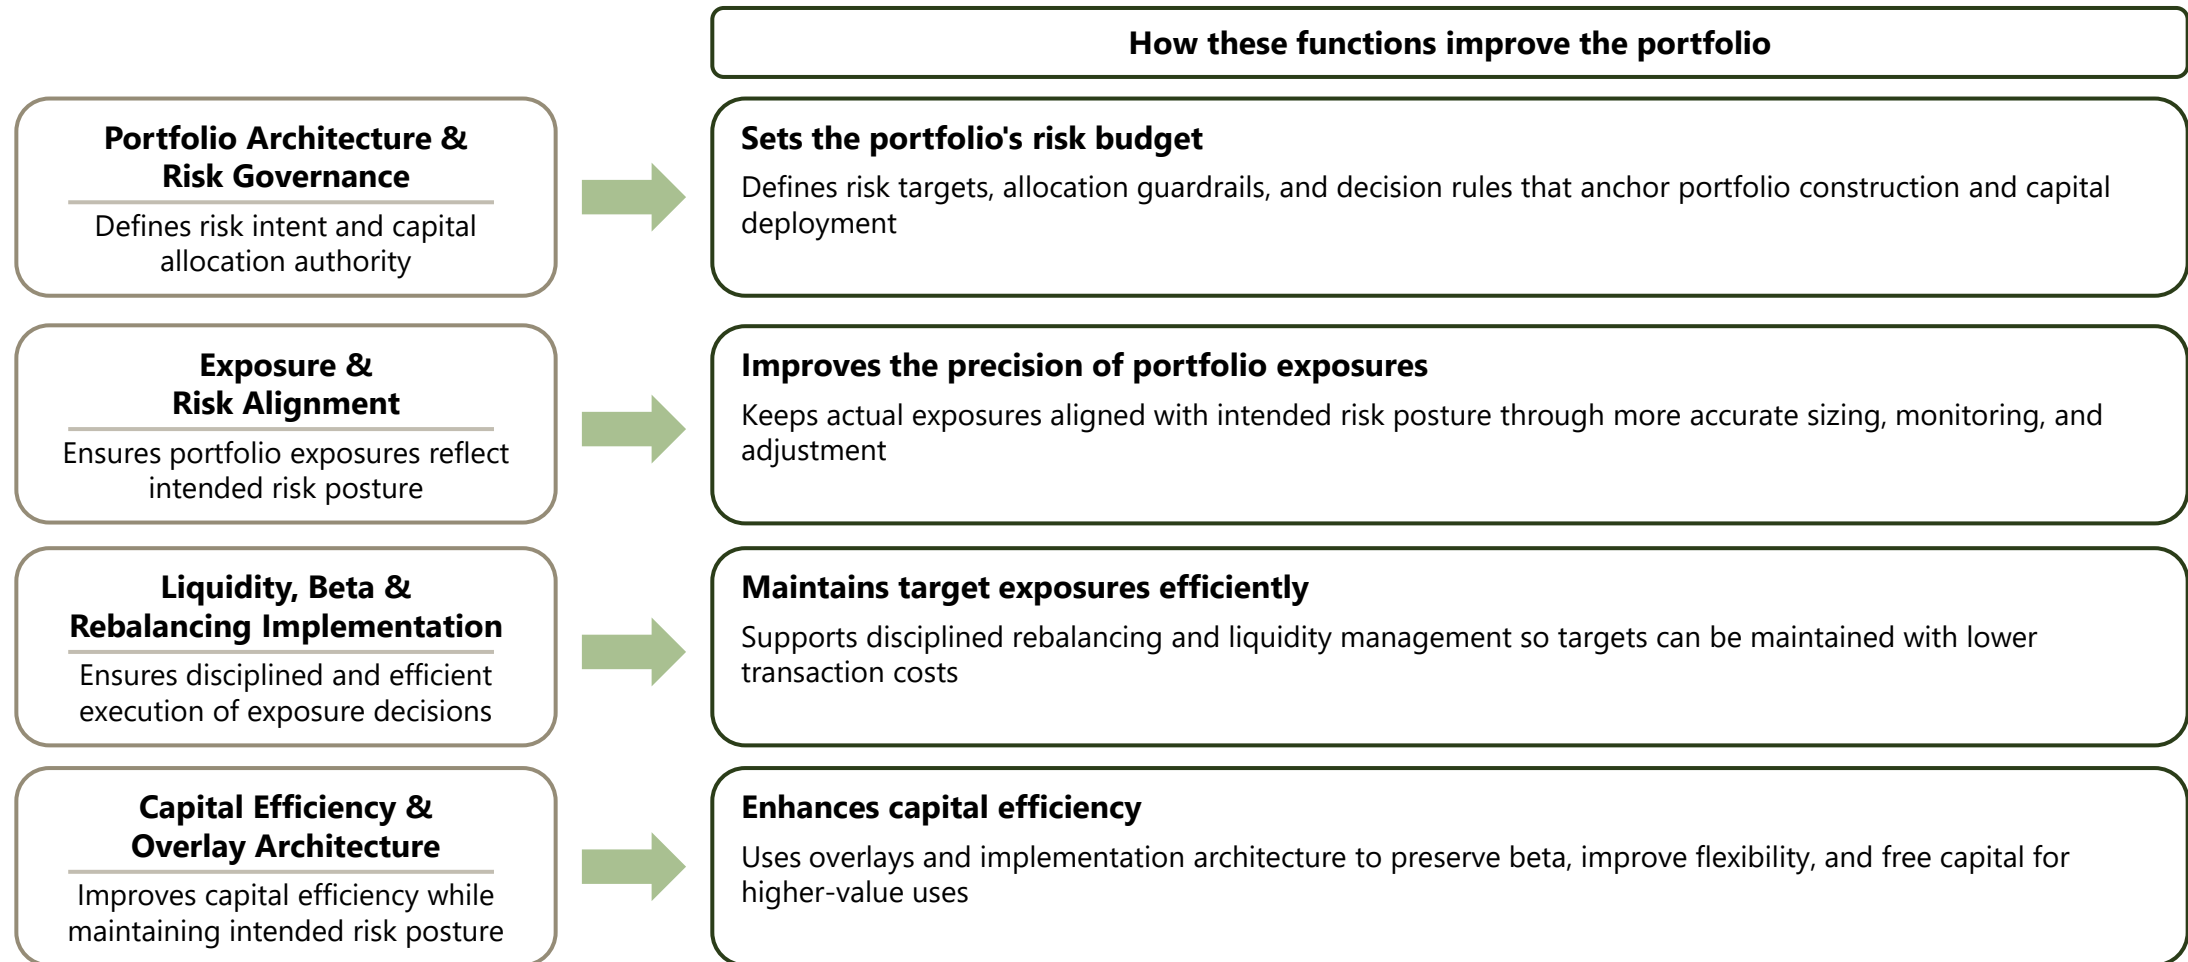 How these functions improve the portfolio
Portfolio Architecture &
Risk Governance
Defines risk intent and capital
allocation authority
Sets the portfolio's risk budget
Defines risk targets, allocation guardrails, and decision rules that anchor portfolio construction and capital
deployment
Exposure &
Risk Alignment
Ensures portfolio exposures reflect
intended risk posture
Improves the precision of portfolio exposures
Keeps actual exposures aligned with intended risk posture through more accurate sizing, monitoring, and
adjustment
Liquidity, Beta &
Rebalancing Implementation
Ensures disciplined and efficient
execution of exposure decisions
Maintains target exposures efficiently
Supports disciplined rebalancing and liquidity management so targets can be maintained with lower
transaction costs
Capital Efficiency &
Overlay Architecture
Improves capital efficiency while
maintaining intended risk posture
Enhances capital efficiency
Uses overlays and implementation architecture to preserve beta, improve flexibility, and free capital for
higher-value uses